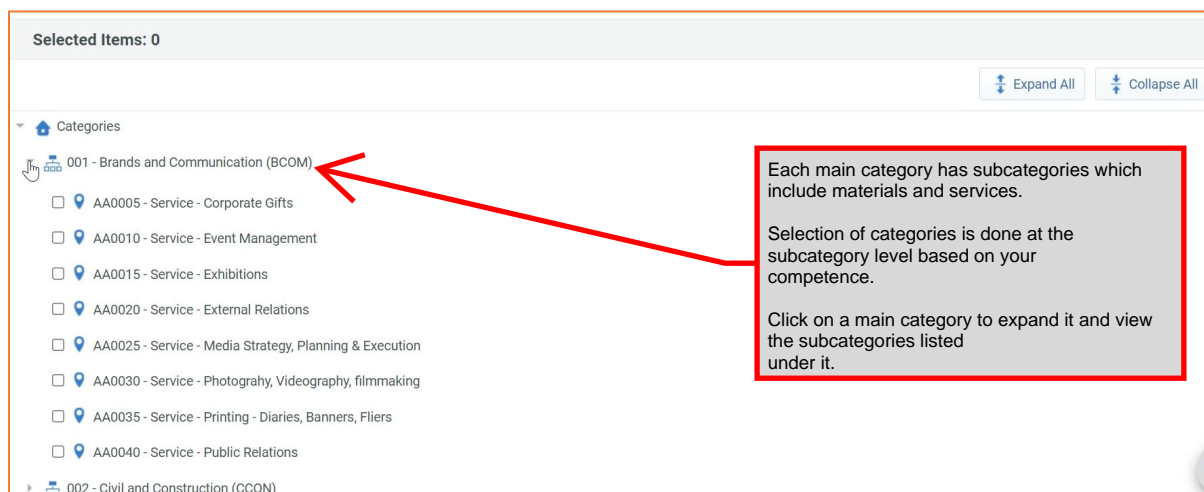 Selected Items: 0
Expand All
Collapse All
Categories
001 - Brands and Communication (BCOM)
AA0005 - Service - Corporate Gifts
AA0010 - Service - Event Management
AA0015 - Service - Exhibitions
AA0020 - Service - External Relations
AA0025 - Service - Media Strategy, Planning & Execution
AA0030 - Service - Photograhy, Videography, filmmaking
AA0035 - Service - Printing - Diaries, Banners, Fliers
AA0040 - Service - Public Relations
002 - Civil and Construction (CCON)
Each main category has subcategories which
include materials and services.
Selection of categories is done at the
subcategory level based on your
competence.
Click on a main category to expand it and view
the subcategories listed
under it.